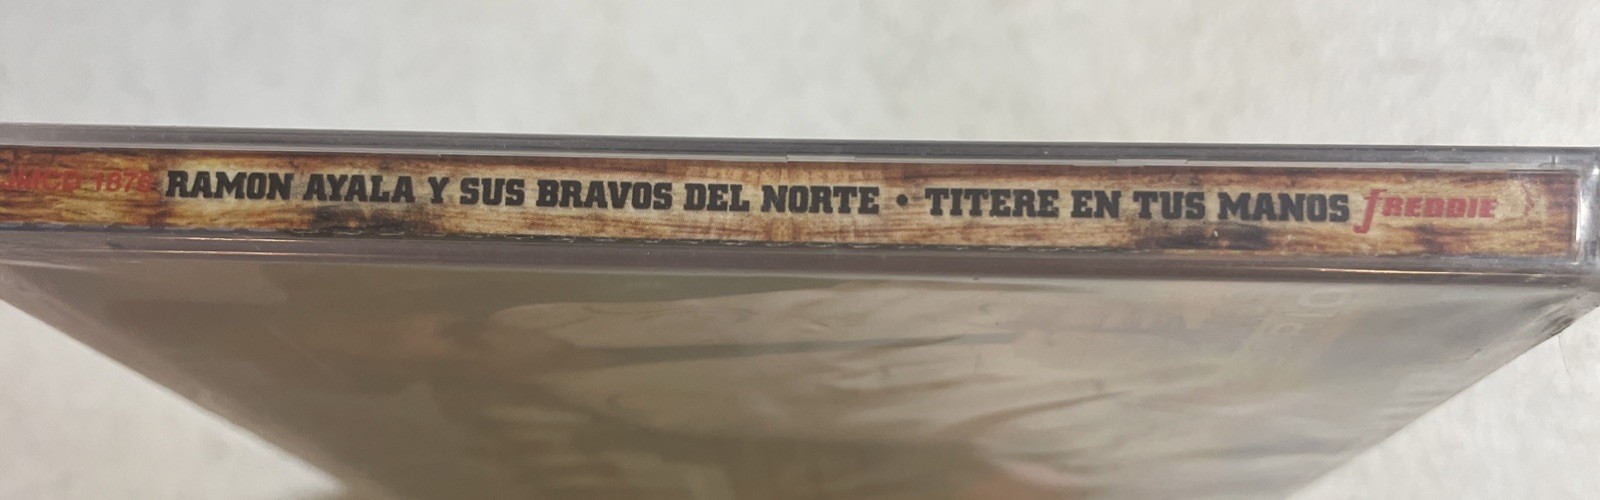 RAMON AYALA Y SUS BRAVOS DEL NORTE • TITERE EN TUS MANOS fREDDIE